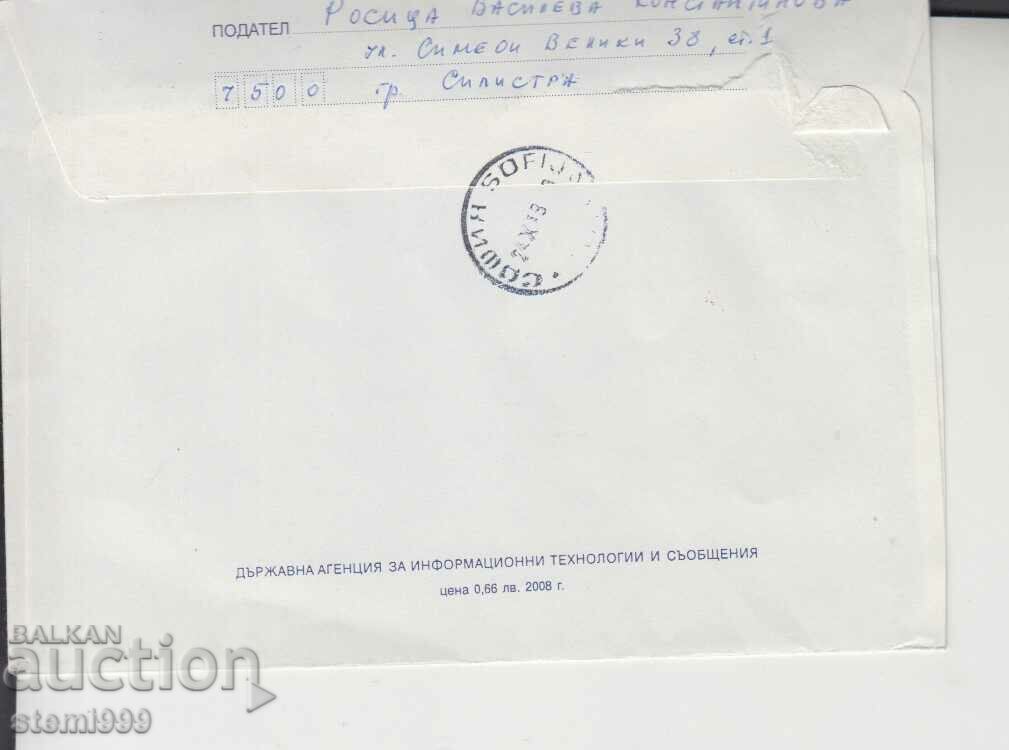 ПОДАТЕЛ Росица Василева Константинова
ул. Симеон Велики 38, ст. 1
7500 гр. Силистра
СОФИЯ SOFIJA
ДЪРЖАВНА АГЕНЦИЯ ЗА ИНФОРМАЦИОННИ ТЕХНОЛОГИИ И СЪОБЩЕНИЯ
цена 0,66 лв. 2008 г.
BALKAN
auction
stemi999